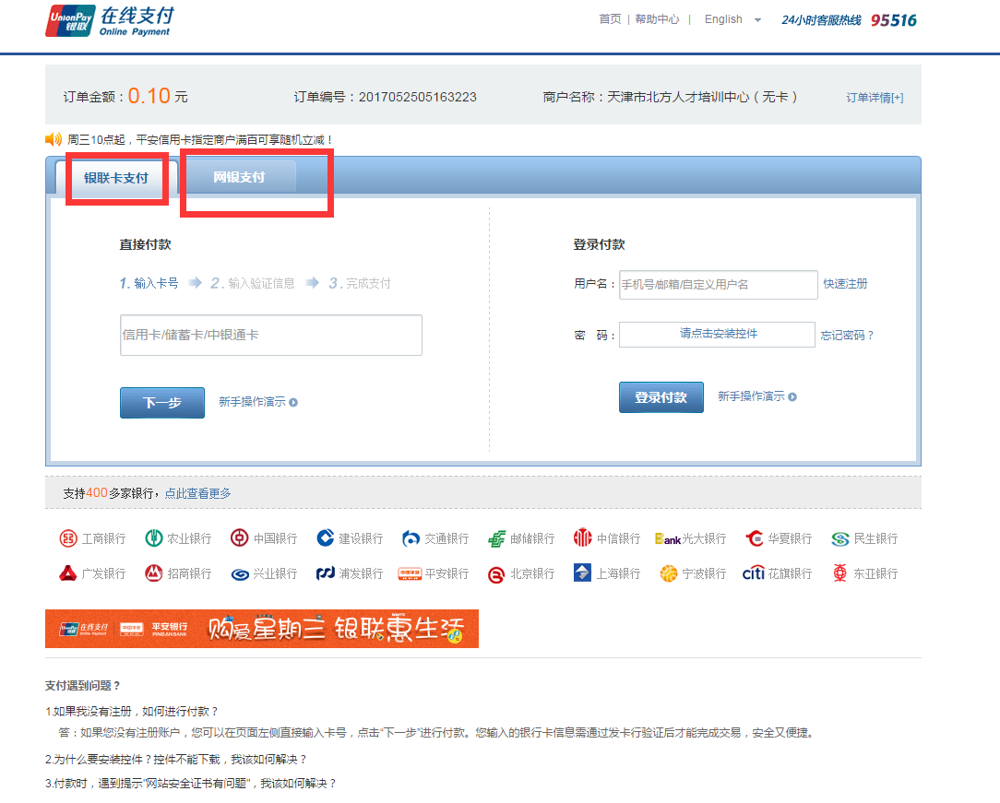 UnionPay 银联 在线支付 Online Payment
首页 | 帮助中心 | English 24小时客服热线 95516
订单金额：0.10 元 订单编号：2017052505163223 商户名称：天津市北方人才培训中心（无卡） 订单详情[+]
周三10点起，平安信用卡指定商户满百可享随机立减！
银联卡支付 网银支付
直接付款
1. 输入卡号 2. 输入验证信息 3. 完成支付
信用卡/储蓄卡/中银通卡
下一步 新手操作演示
登录付款
用户名： 手机号/邮箱/自定义用户名 快速注册
密 码： 请点击安装控件 忘记密码？
登录付款 新手操作演示
支持400多家银行，点此查看更多
工商银行 农业银行 中国银行 建设银行 交通银行 邮储银行 中信银行 Bank光大银行 华夏银行 民生银行
广发银行 招商银行 兴业银行 浦发银行 中国平安 平安银行 北京银行 上海银行 宁波银行 citi 花旗银行 东亚银行
UnionPay 银联 在线支付 Online Payment 中国平安 平安银行 PINGAN BANK 购爱星期三 银联惠生活
支付遇到问题？
1.如果我没有注册，如何进行付款？
答：如果您没有注册账户，您可以在页面左侧直接输入卡号，点击“下一步”进行付款。您输入的银行卡信息需通过发卡行验证后才能完成交易，安全又便捷。
2.为什么要安装控件？控件不能下载，我该如何解决？
3.付款时，遇到提示"网站安全证书有问题"，我该如何解决？